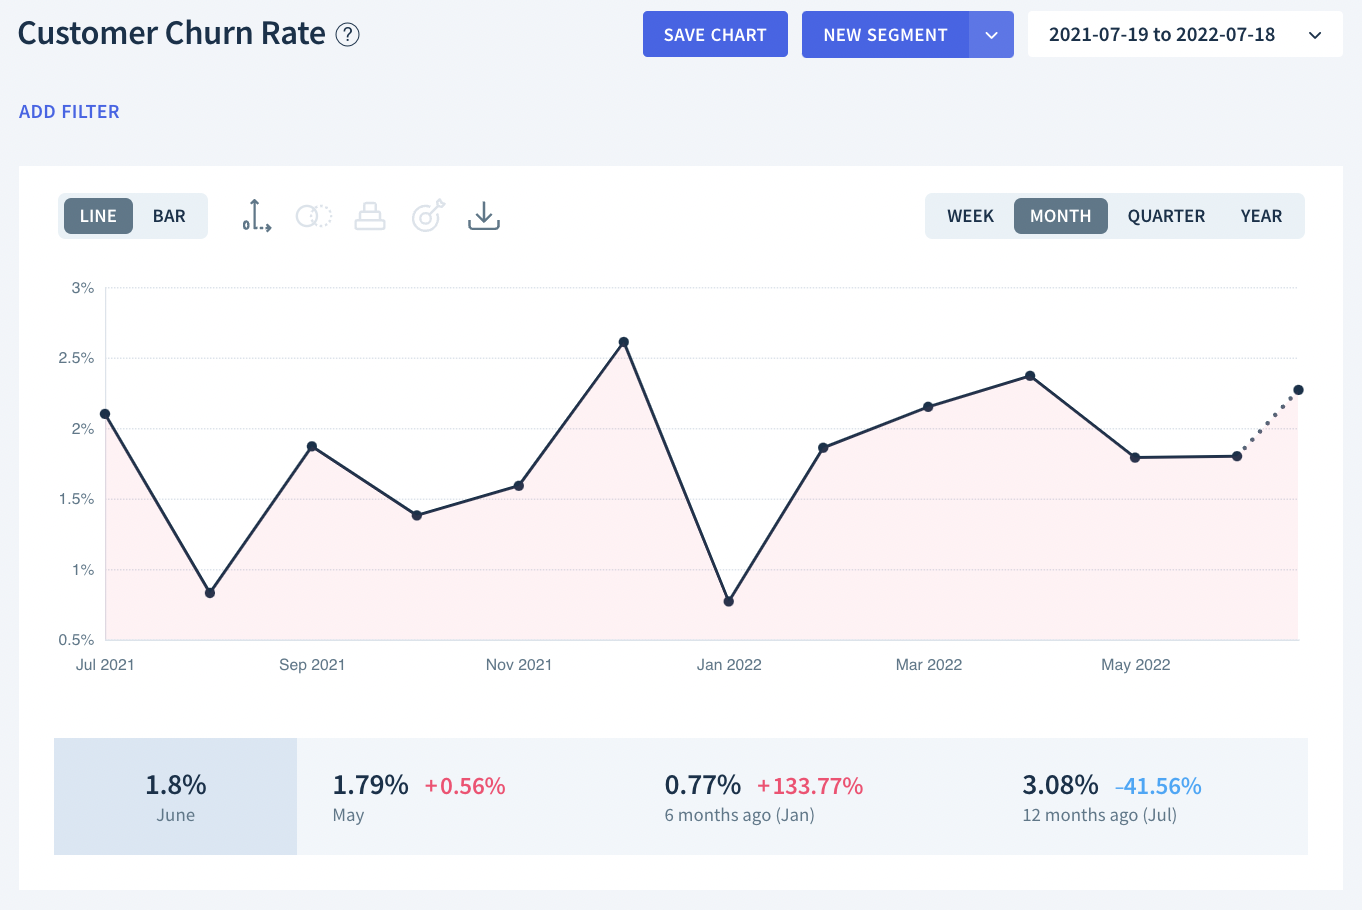 Customer Churn Rate ?
SAVE CHART
NEW SEGMENT
2021-07-19 to 2022-07-18
ADD FILTER
LINE BAR
WEEK MONTH QUARTER YEAR
3%
2.5%
2%
1.5%
1%
0.5%
Jul 2021 Sep 2021 Nov 2021 Jan 2022 Mar 2022 May 2022
1.8%
June
1.79% +0.56%
May
0.77% +133.77%
6 months ago (Jan)
3.08% –41.56%
12 months ago (Jul)